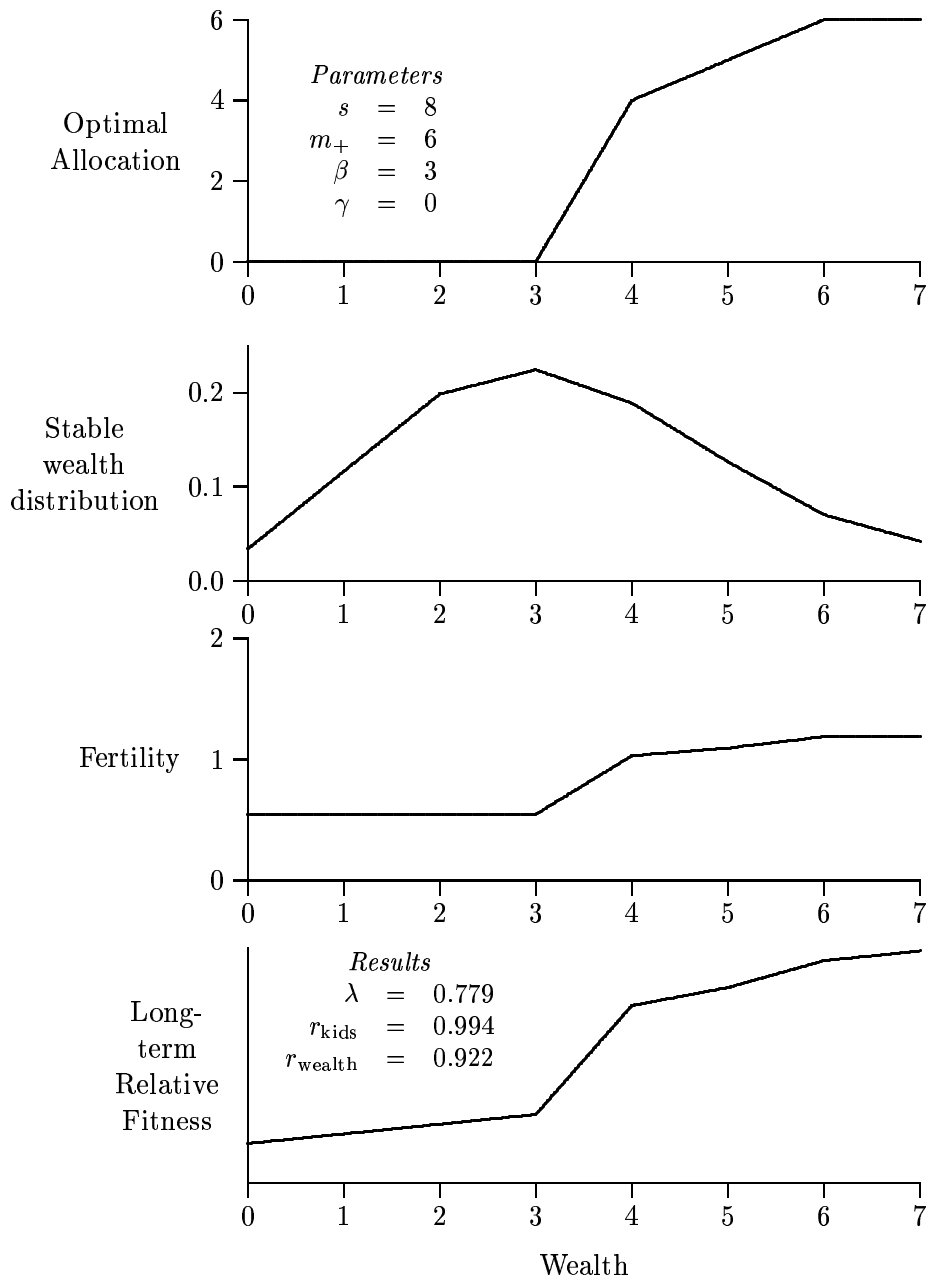 6
4
2
0
Optimal
Allocation
Parameters
s = 8
m₊ = 6
β = 3
γ = 0
0 1 2 3 4 5 6 7
0.2
0.1
0.0
Stable
wealth
distribution
0 1 2 3 4 5 6 7
2
1
0
Fertility
0 1 2 3 4 5 6 7
Results
λ = 0.779
r_kids = 0.994
r_wealth = 0.922
Long-
term
Relative
Fitness
0 1 2 3 4 5 6 7
Wealth